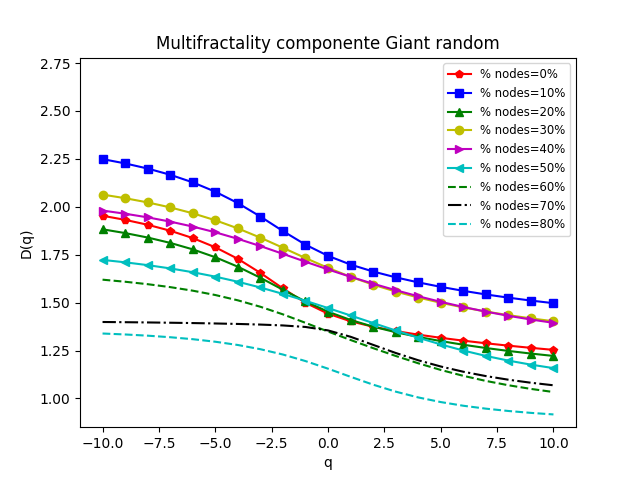 Multifractality componente Giant random
2.75
2.50
2.25
2.00
1.75
1.50
1.25
1.00
D(q)
% nodes=0%
% nodes=10%
% nodes=20%
% nodes=30%
% nodes=40%
% nodes=50%
% nodes=60%
% nodes=70%
% nodes=80%
−10.0 −7.5 −5.0 −2.5 0.0 2.5 5.0 7.5 10.0
q